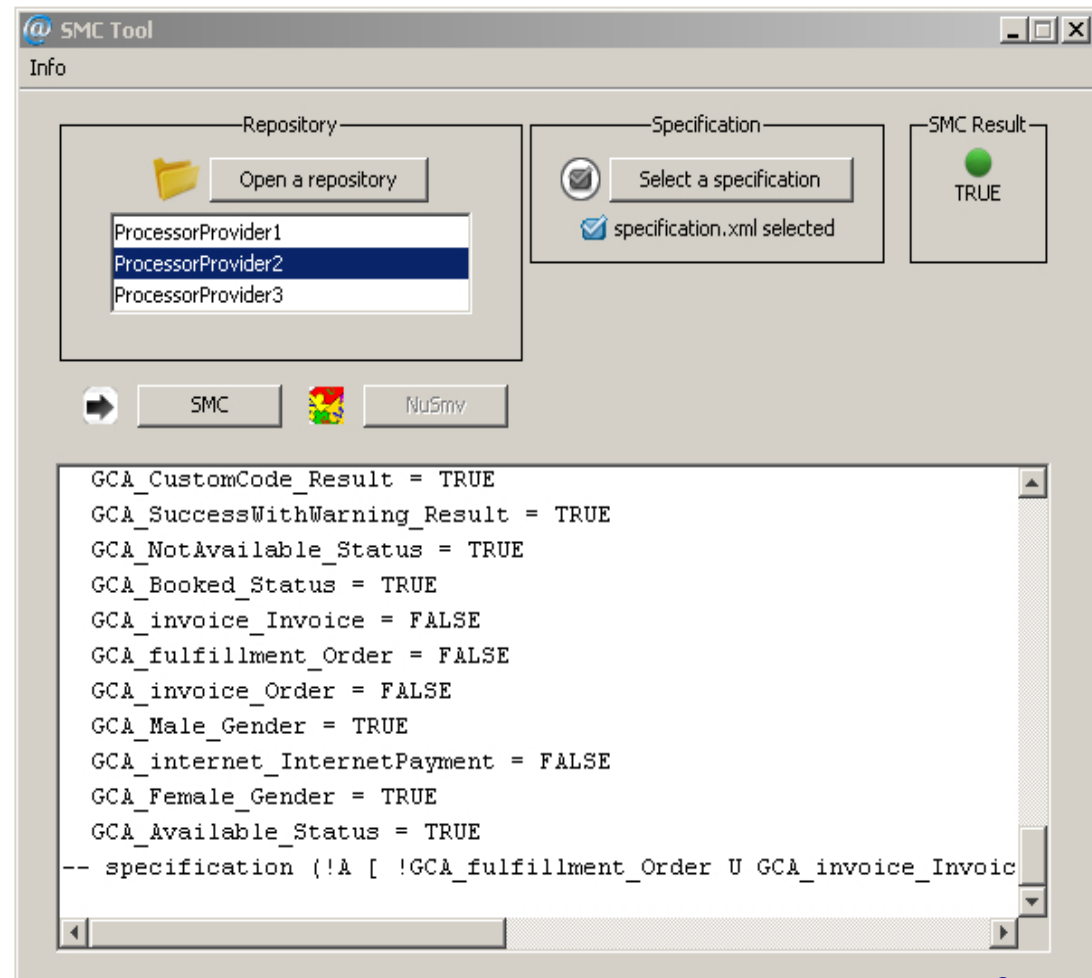 SMC Tool
Info
Repository
Specification
SMC Result
Open a repository
Select a specification
TRUE
specification.xml selected
ProcessorProvider1
ProcessorProvider2
ProcessorProvider3
SMC
NuSmv
GCA_CustomCode_Result = TRUE
GCA_SuccessWithWarning_Result = TRUE
GCA_NotAvailable_Status = TRUE
GCA_Booked_Status = TRUE
GCA_invoice_Invoice = FALSE
GCA_fulfillment_Order = FALSE
GCA_invoice_Order = FALSE
GCA_Male_Gender = TRUE
GCA_internet_InternetPayment = FALSE
GCA_Female_Gender = TRUE
GCA_Available_Status = TRUE
-- specification (!A [ !GCA_fulfillment_Order U GCA_invoice_Invoic